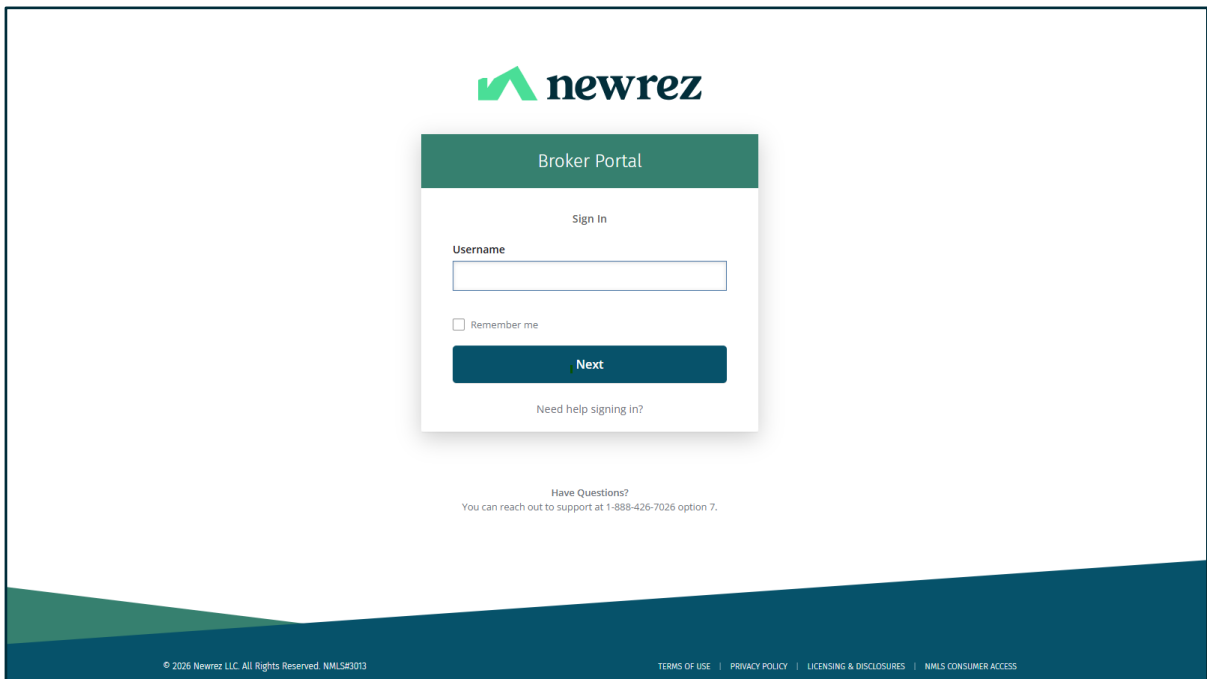 newrez
Broker Portal
Sign In
Username
Remember me
Next
Need help signing in?
Have Questions?
You can reach out to support at 1-888-426-7026 option 7.
© 2026 Newrez LLC. All Rights Reserved. NMLS#3013
TERMS OF USE | PRIVACY POLICY | LICENSING & DISCLOSURES | NMLS CONSUMER ACCESS